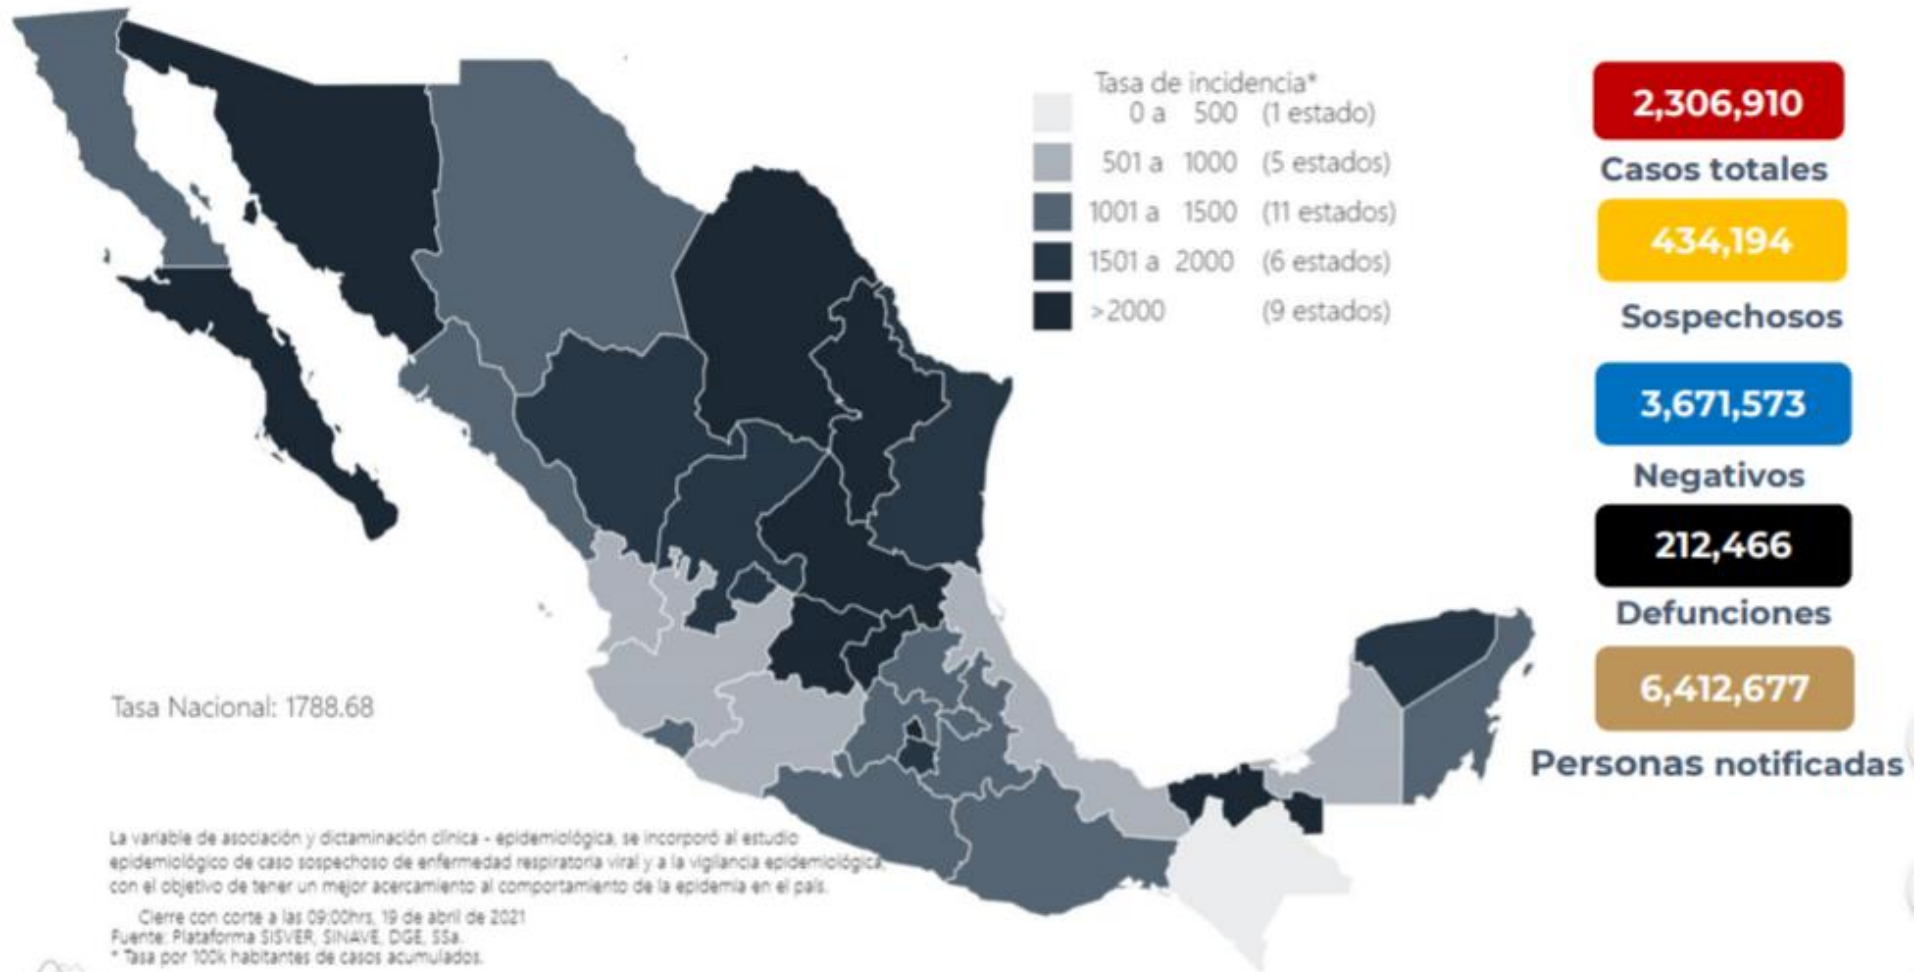 Tasa de incidencia*
0 a 500 (1 estado)
501 a 1000 (5 estados)
1001 a 1500 (11 estados)
1501 a 2000 (6 estados)
>2000 (9 estados)
2,306,910
Casos totales
434,194
Sospechosos
3,671,573
Negativos
212,466
Defunciones
6,412,677
Personas notificadas
Tasa Nacional: 1788.68
La variable de asociación y dictaminación clínica - epidemiológica, se incorporó al estudio
epidemiológico de caso sospechoso de enfermedad respiratoria viral y a la vigilancia epidemiológica,
con el objetivo de tener un mejor acercamiento al comportamiento de la epidemia en el país.
Cierre con corte a las 09:00hrs, 19 de abril de 2021
Fuente: Plataforma SISVER, SINAVE, DGE, SSa.
* Tasa por 100k habitantes de casos acumulados.